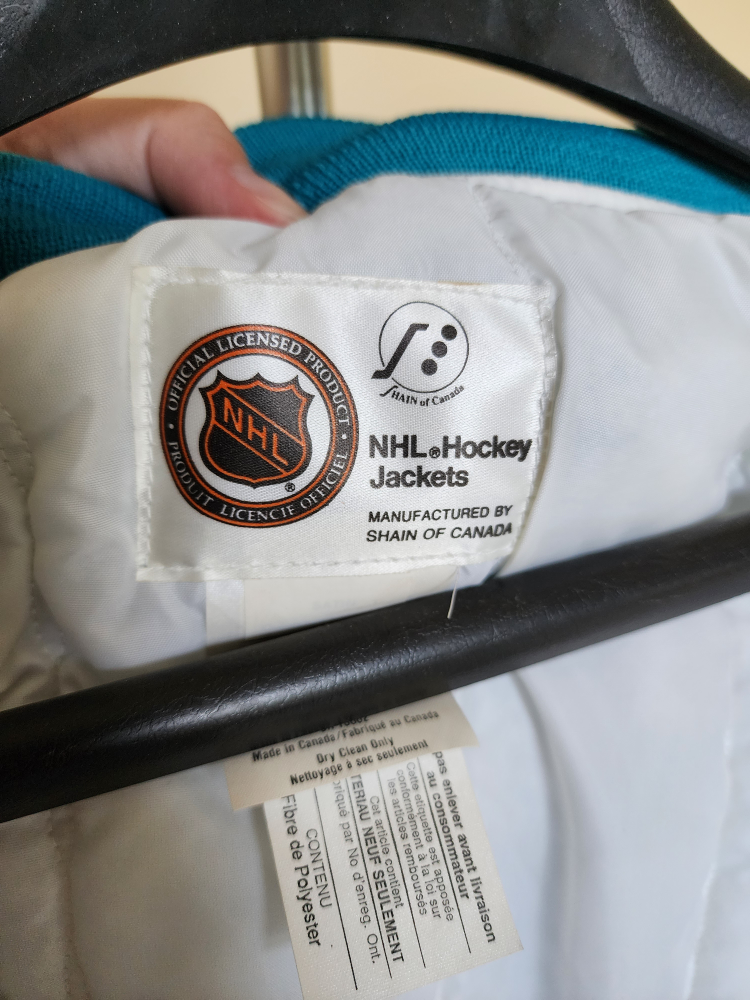 OFFICIAL LICENSED PRODUCT
NHL
®
PRODUIT LICENCIE OFFICIEL
SHAIN of Canada
NHL®Hockey
Jackets
MANUFACTURED BY
SHAIN OF CANADA
Made in Canada/Fabriqué au Canada
Dry Clean Only
Nettoyage à sec seulement
pas enlever avant livraison
au consommateur
Cette étiquette est apposée
conformément à la loi sur
les articles remboursés
TERIAU NEUF SEULEMENT
Cet article contient
riqué par No d'enreg. Ont.
CONTENU
Fibre de Polyester